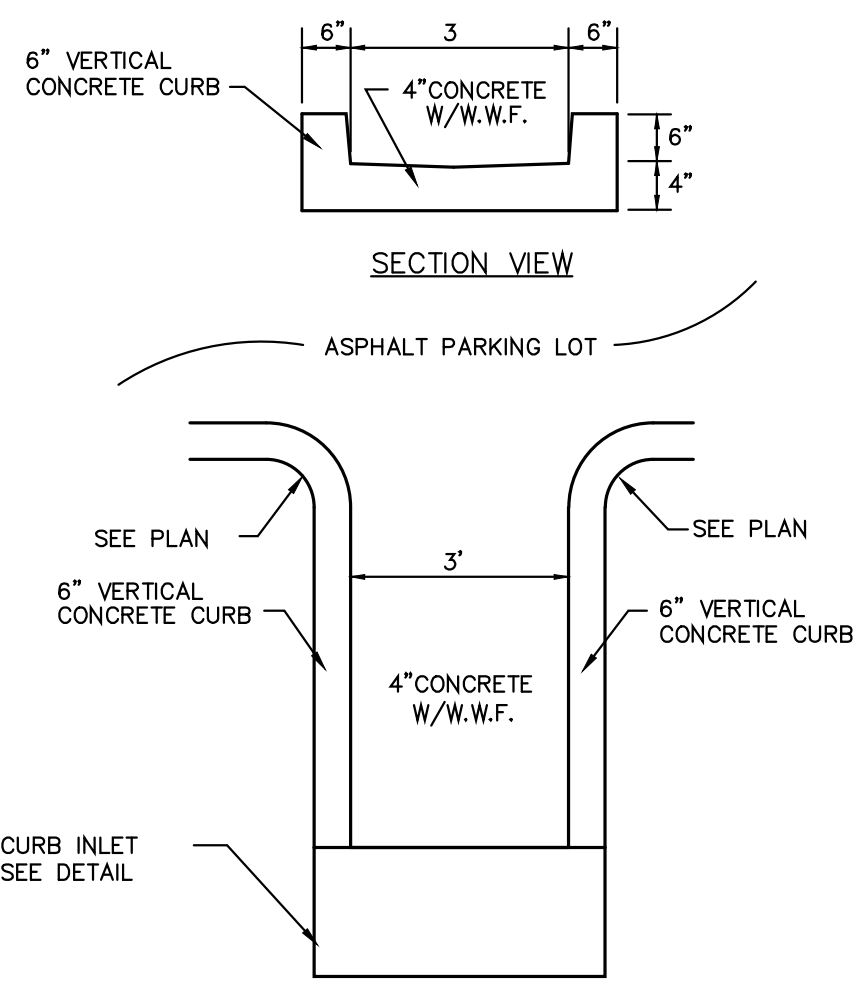 6" 3 6"
6" VERTICAL
CONCRETE CURB
4"CONCRETE
W/W.W.F.
6"
4"
SECTION VIEW
ASPHALT PARKING LOT
SEE PLAN
SEE PLAN
3'
6" VERTICAL
CONCRETE CURB
6" VERTICAL
CONCRETE CURB
4"CONCRETE
W/W.W.F.
CURB INLET
SEE DETAIL